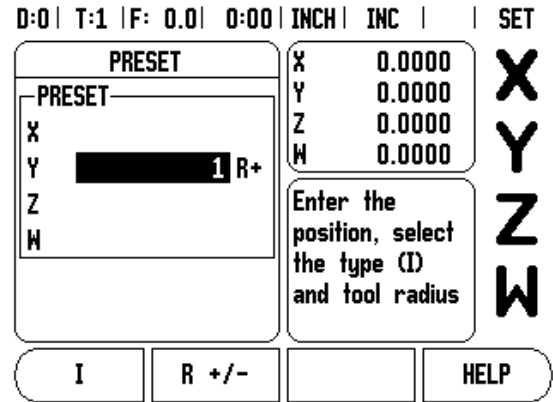 D:0 | T:1 | F: 0.0 | 0:00 | INCH | INC | | SET
PRESET
PRESET
X
Y 1 R+
Z
W
X 0.0000
Y 0.0000
Z 0.0000
W 0.0000
Enter the
position, select
the type (I)
and tool radius
X
Y
Z
W
I R +/- HELP